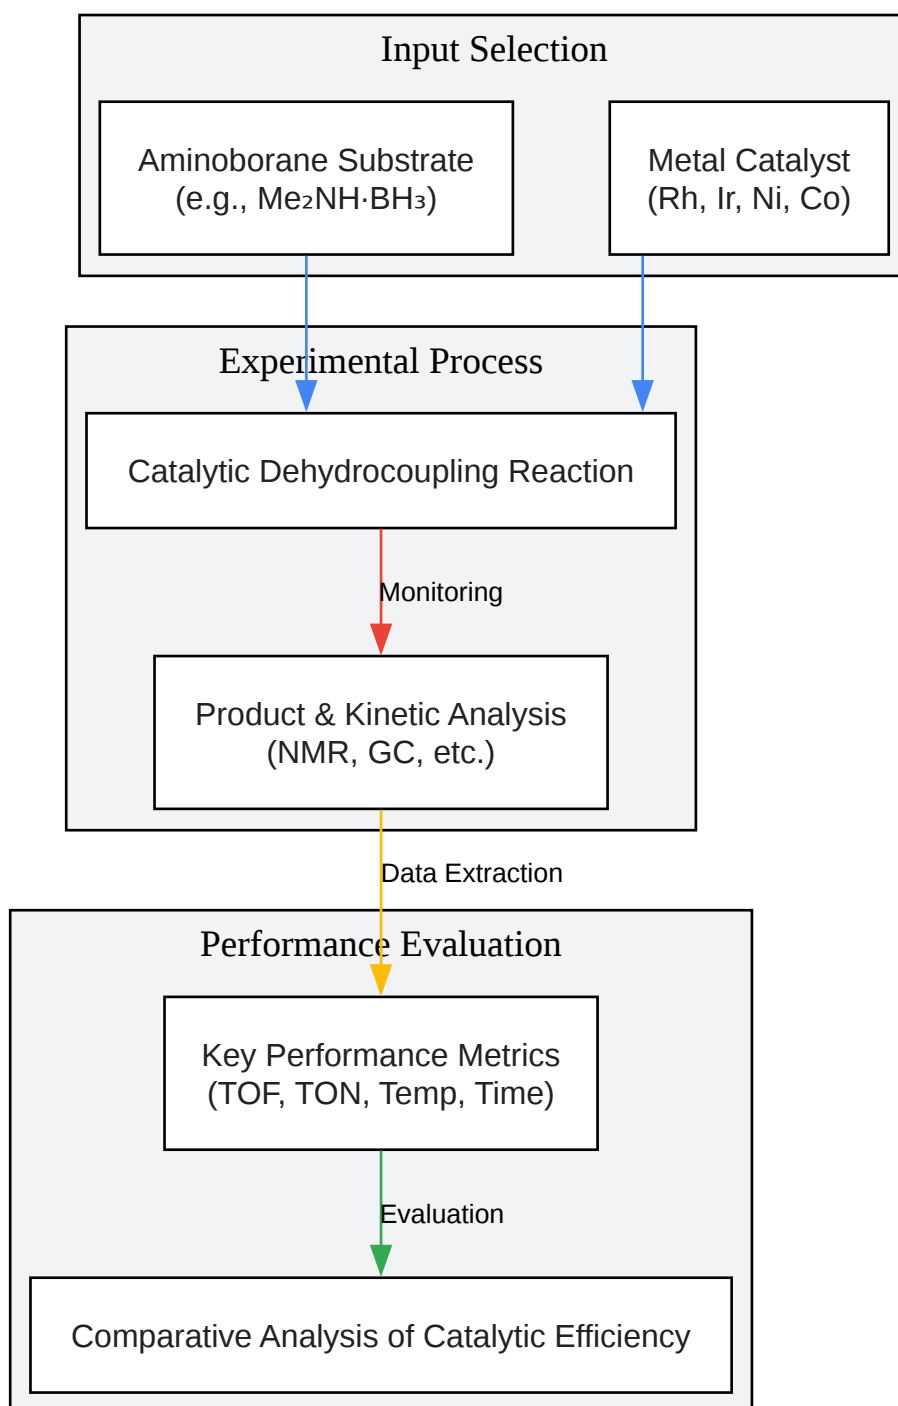 Input Selection
Aminoborane Substrate
(e.g., Me₂NH·BH₃)
Metal Catalyst
(Rh, Ir, Ni, Co)
Experimental Process
Catalytic Dehydrocoupling Reaction
Monitoring
Product & Kinetic Analysis
(NMR, GC, etc.)
Data Extraction
Performance Evaluation
Key Performance Metrics
(TOF, TON, Temp, Time)
Evaluation
Comparative Analysis of Catalytic Efficiency